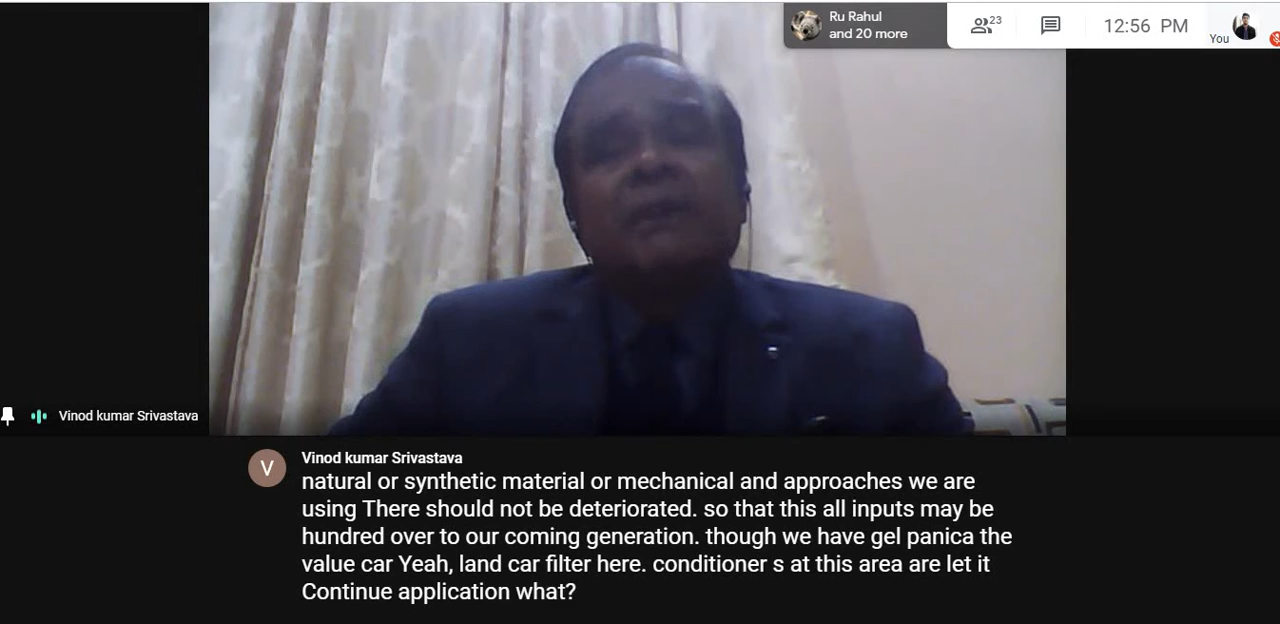 Ru Rahul
and 20 more
23
12:56 PM
You
Vinod kumar Srivastava
V
Vinod kumar Srivastava
natural or synthetic material or mechanical and approaches we are
using There should not be deteriorated. so that this all inputs may be
hundred over to our coming generation. though we have gel panica the
value car Yeah, land car filter here. conditioner s at this area are let it
Continue application what?